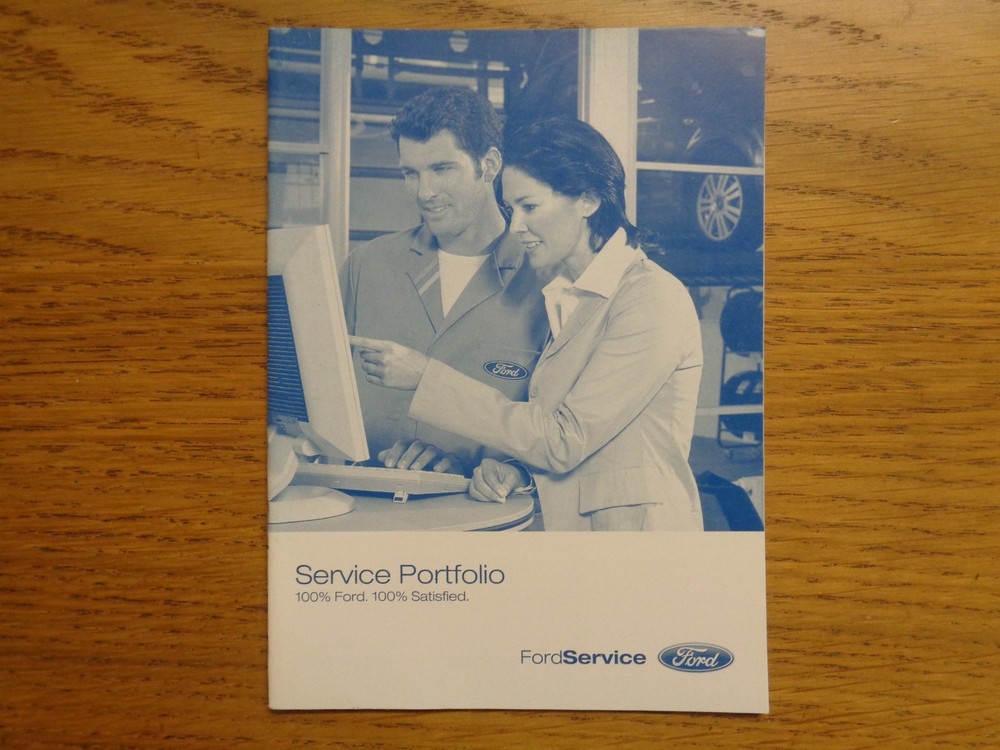 Ford
Service Portfolio
100% Ford. 100% Satisfied.
FordService Ford